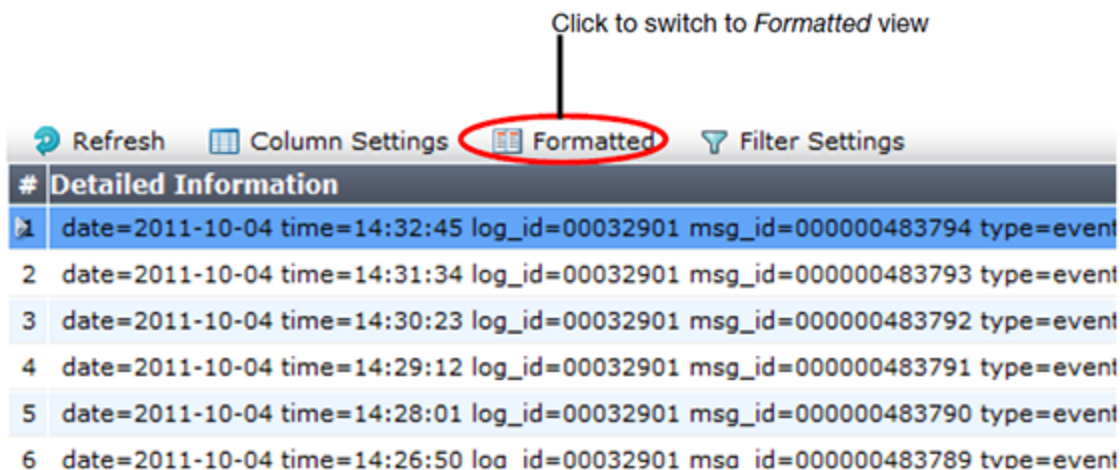 Click to switch to Formatted view
Refresh Column Settings Formatted Filter Settings
# Detailed Information
1 date=2011-10-04 time=14:32:45 log_id=00032901 msg_id=000000483794 type=event
2 date=2011-10-04 time=14:31:34 log_id=00032901 msg_id=000000483793 type=event
3 date=2011-10-04 time=14:30:23 log_id=00032901 msg_id=000000483792 type=event
4 date=2011-10-04 time=14:29:12 log_id=00032901 msg_id=000000483791 type=event
5 date=2011-10-04 time=14:28:01 log_id=00032901 msg_id=000000483790 type=event
6 date=2011-10-04 time=14:26:50 log_id=00032901 msg_id=000000483789 type=event